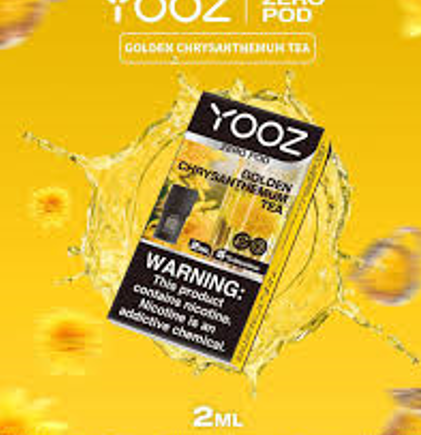 YOOZ
ZERO
POD
GOLDEN CHRYSANTHEMUM TEA
YOOZ
ZERO POD
GOLDEN
CHRYSANTHEMUM
TEA
WARNING:
This product
contains nicotine.
Nicotine is an
addictive chemical.
2ML